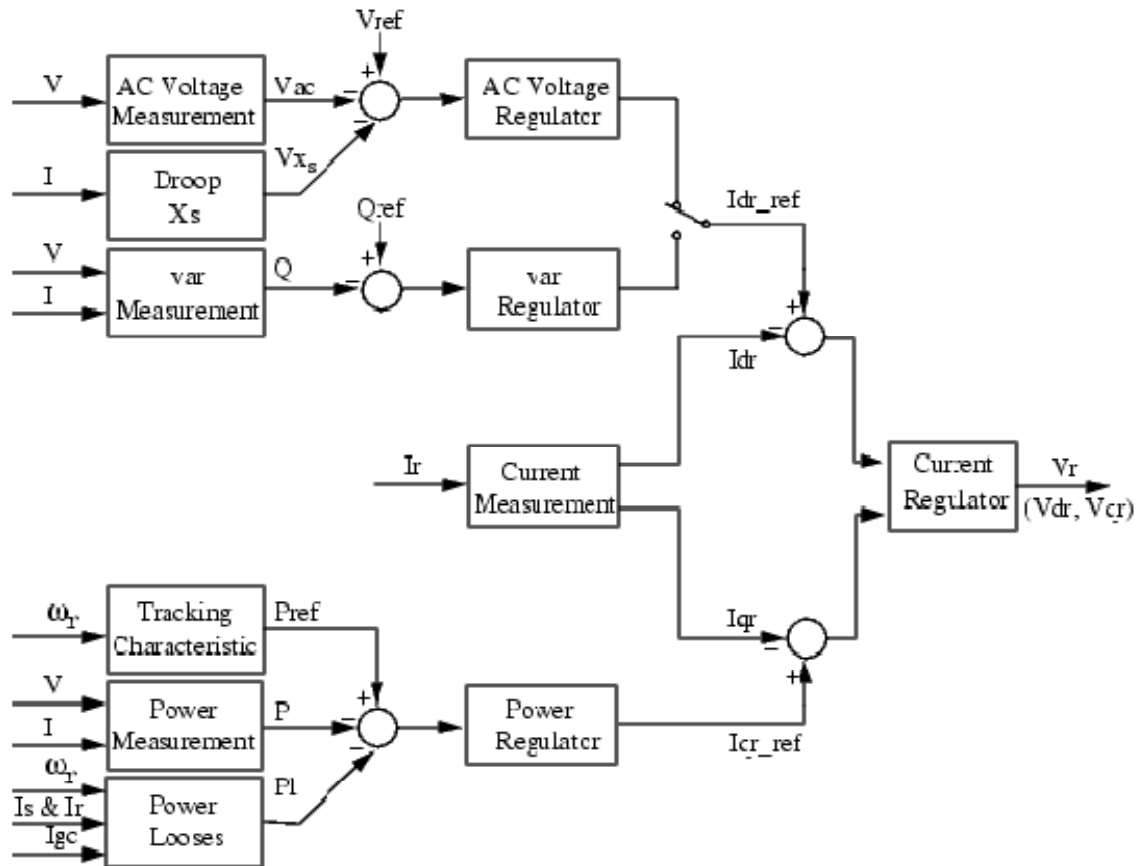 Vref
+
V
AC Voltage
Measurement
Vac
−
−
AC Voltage
Regulator
I
Droop
Xs
Vxs
Idr_ref
Qref
+
V
I
var
Measurement
Q
−
var
Regulator
+
−
Idr
Ir
Current
Measurement
Current
Regulator
Vr
(Vdr, Vcr)
ωr
Tracking
Characteristic
Pref
Iqr
−
+
V
I
Power
Measurement
P
+
−
−
Power
Regulator
Icr_ref
ωr
Is & Ir
Igc
Power
Looses
Pl